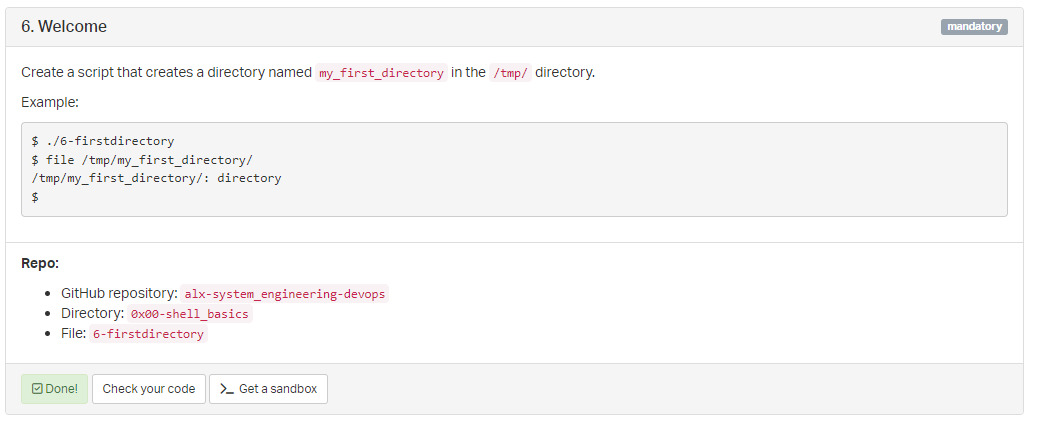 6. Welcome
mandatory
Create a script that creates a directory named my_first_directory in the /tmp/ directory.
Example:
$ ./6-firstdirectory
$ file /tmp/my_first_directory/
/tmp/my_first_directory/: directory
$
Repo:
GitHub repository: alx-system_engineering-devops
Directory: 0x00-shell_basics
File: 6-firstdirectory
Done! Check your code >_ Get a sandbox